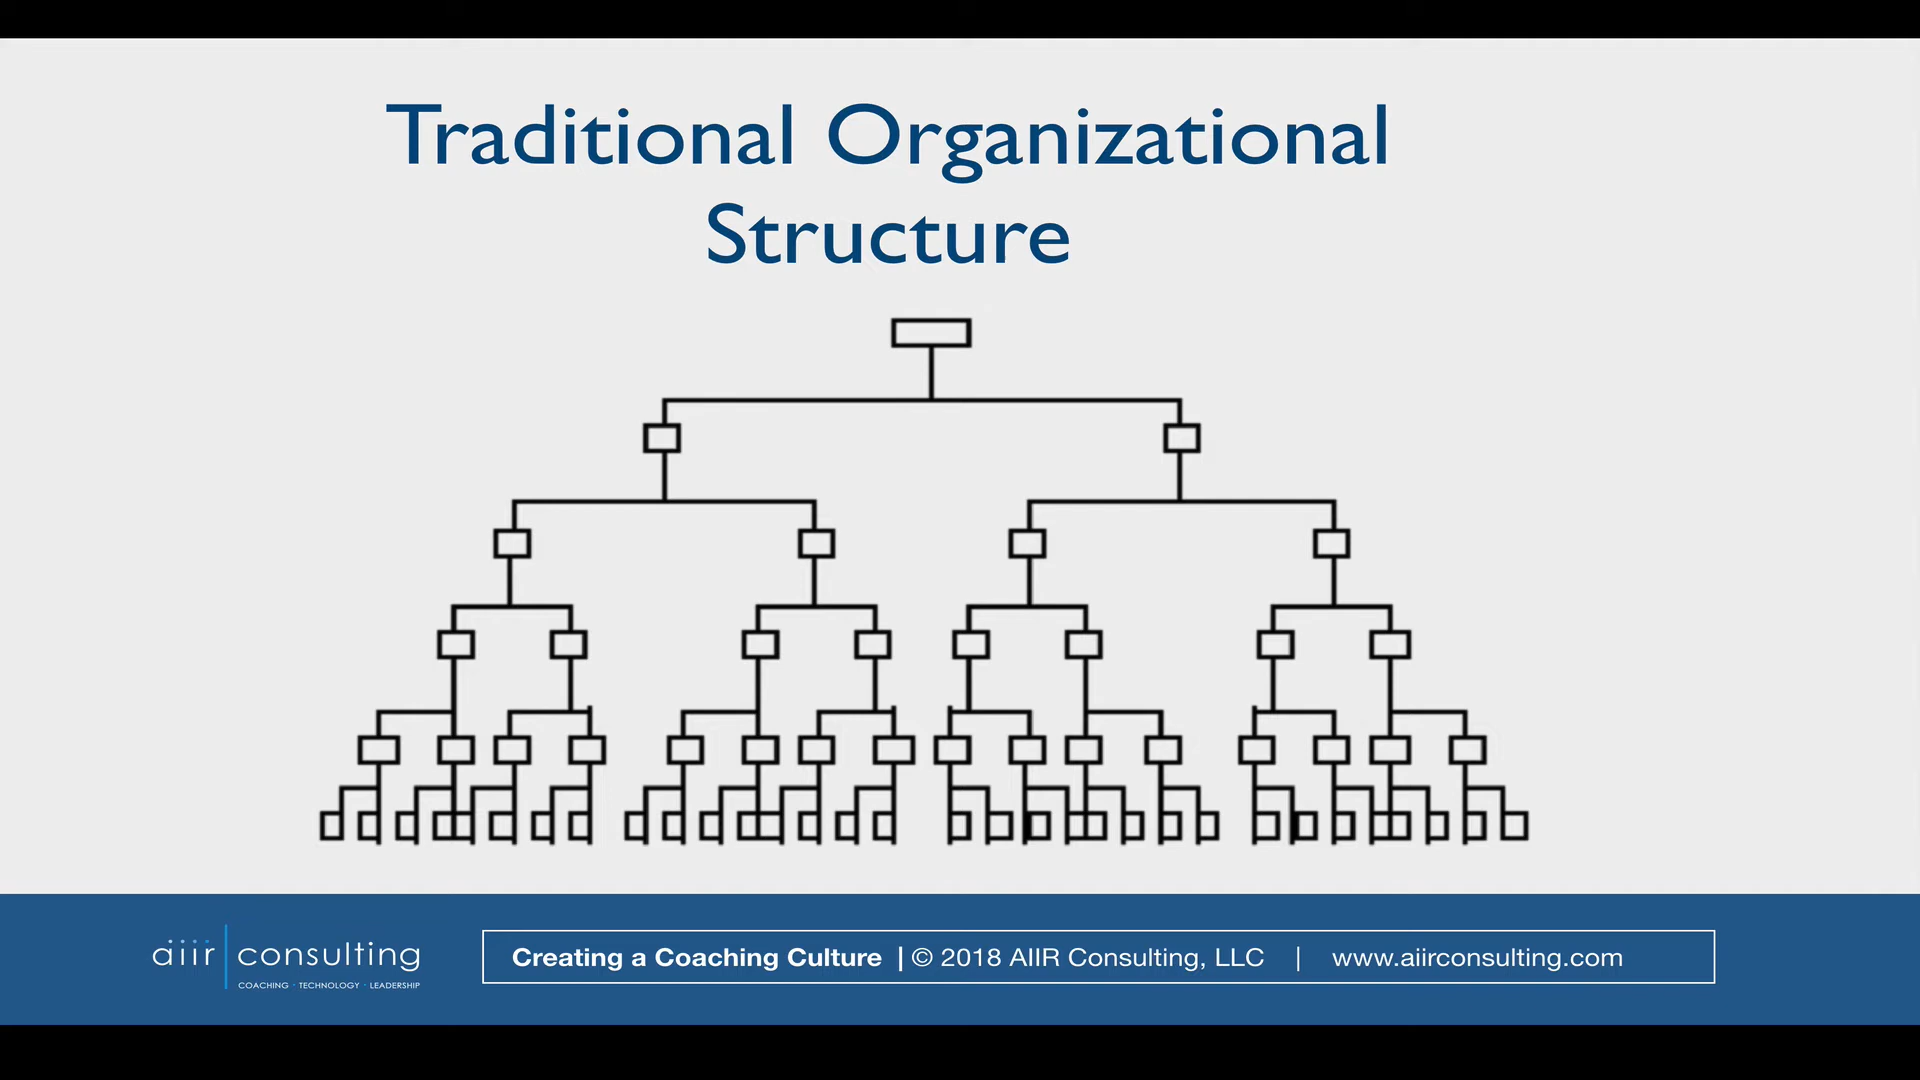 Traditional Organizational
Structure
aiir consulting
COACHING · TECHNOLOGY · LEADERSHIP
Creating a Coaching Culture | © 2018 AIIR Consulting, LLC | www.aiirconsulting.com